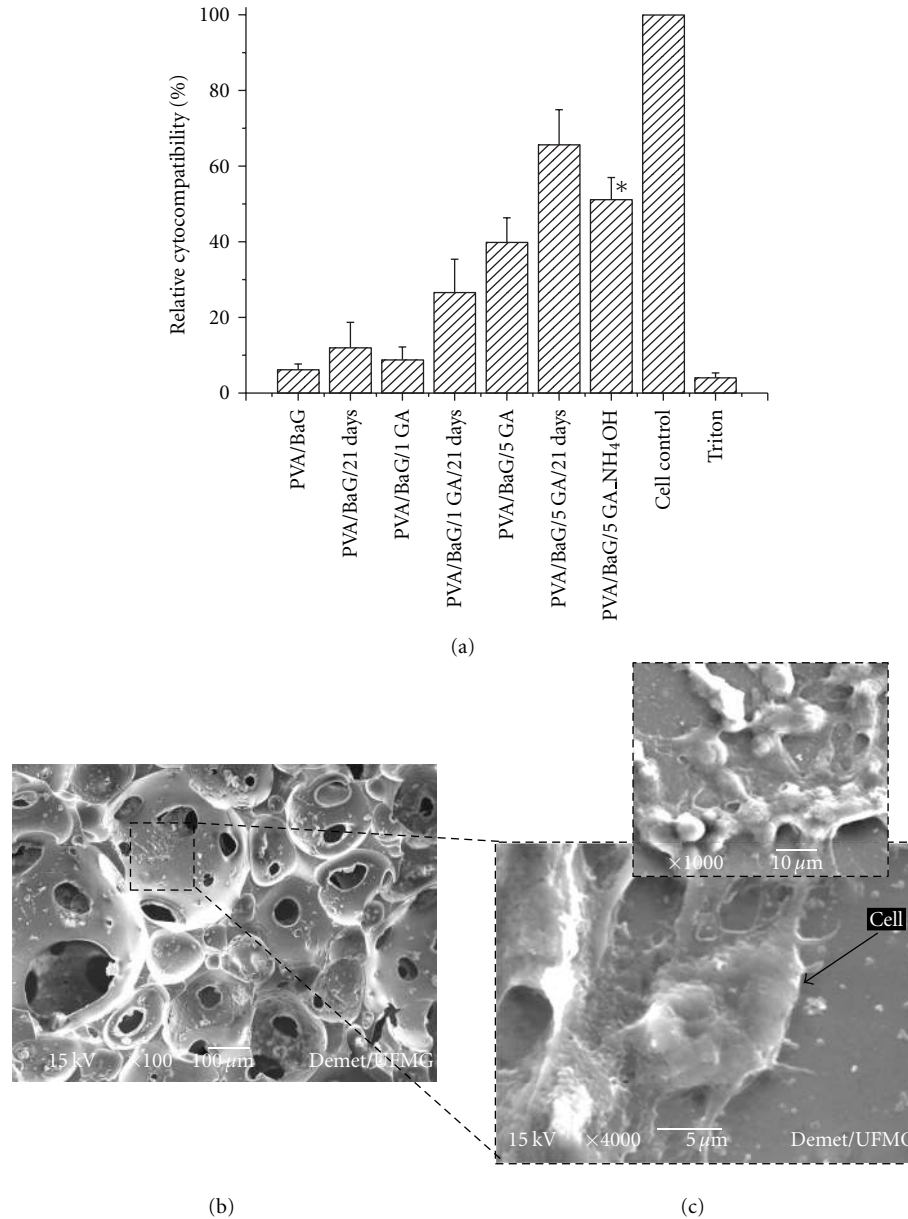 100
80
60
40
20
0
Relative cytocompatibility (%)
*
PVA/BaG
PVA/BaG/21 days
PVA/BaG/1 GA
PVA/BaG/1 GA/21 days
PVA/BaG/5 GA
PVA/BaG/5 GA/21 days
PVA/BaG/5 GA_NH₄OH
Cell control
Triton
(a)
×1000 10 μm
Cell
15 kV ×100 100 μm Demet/UFMG
15 kV ×4000 5 μm Demet/UFMG
(b)
(c)